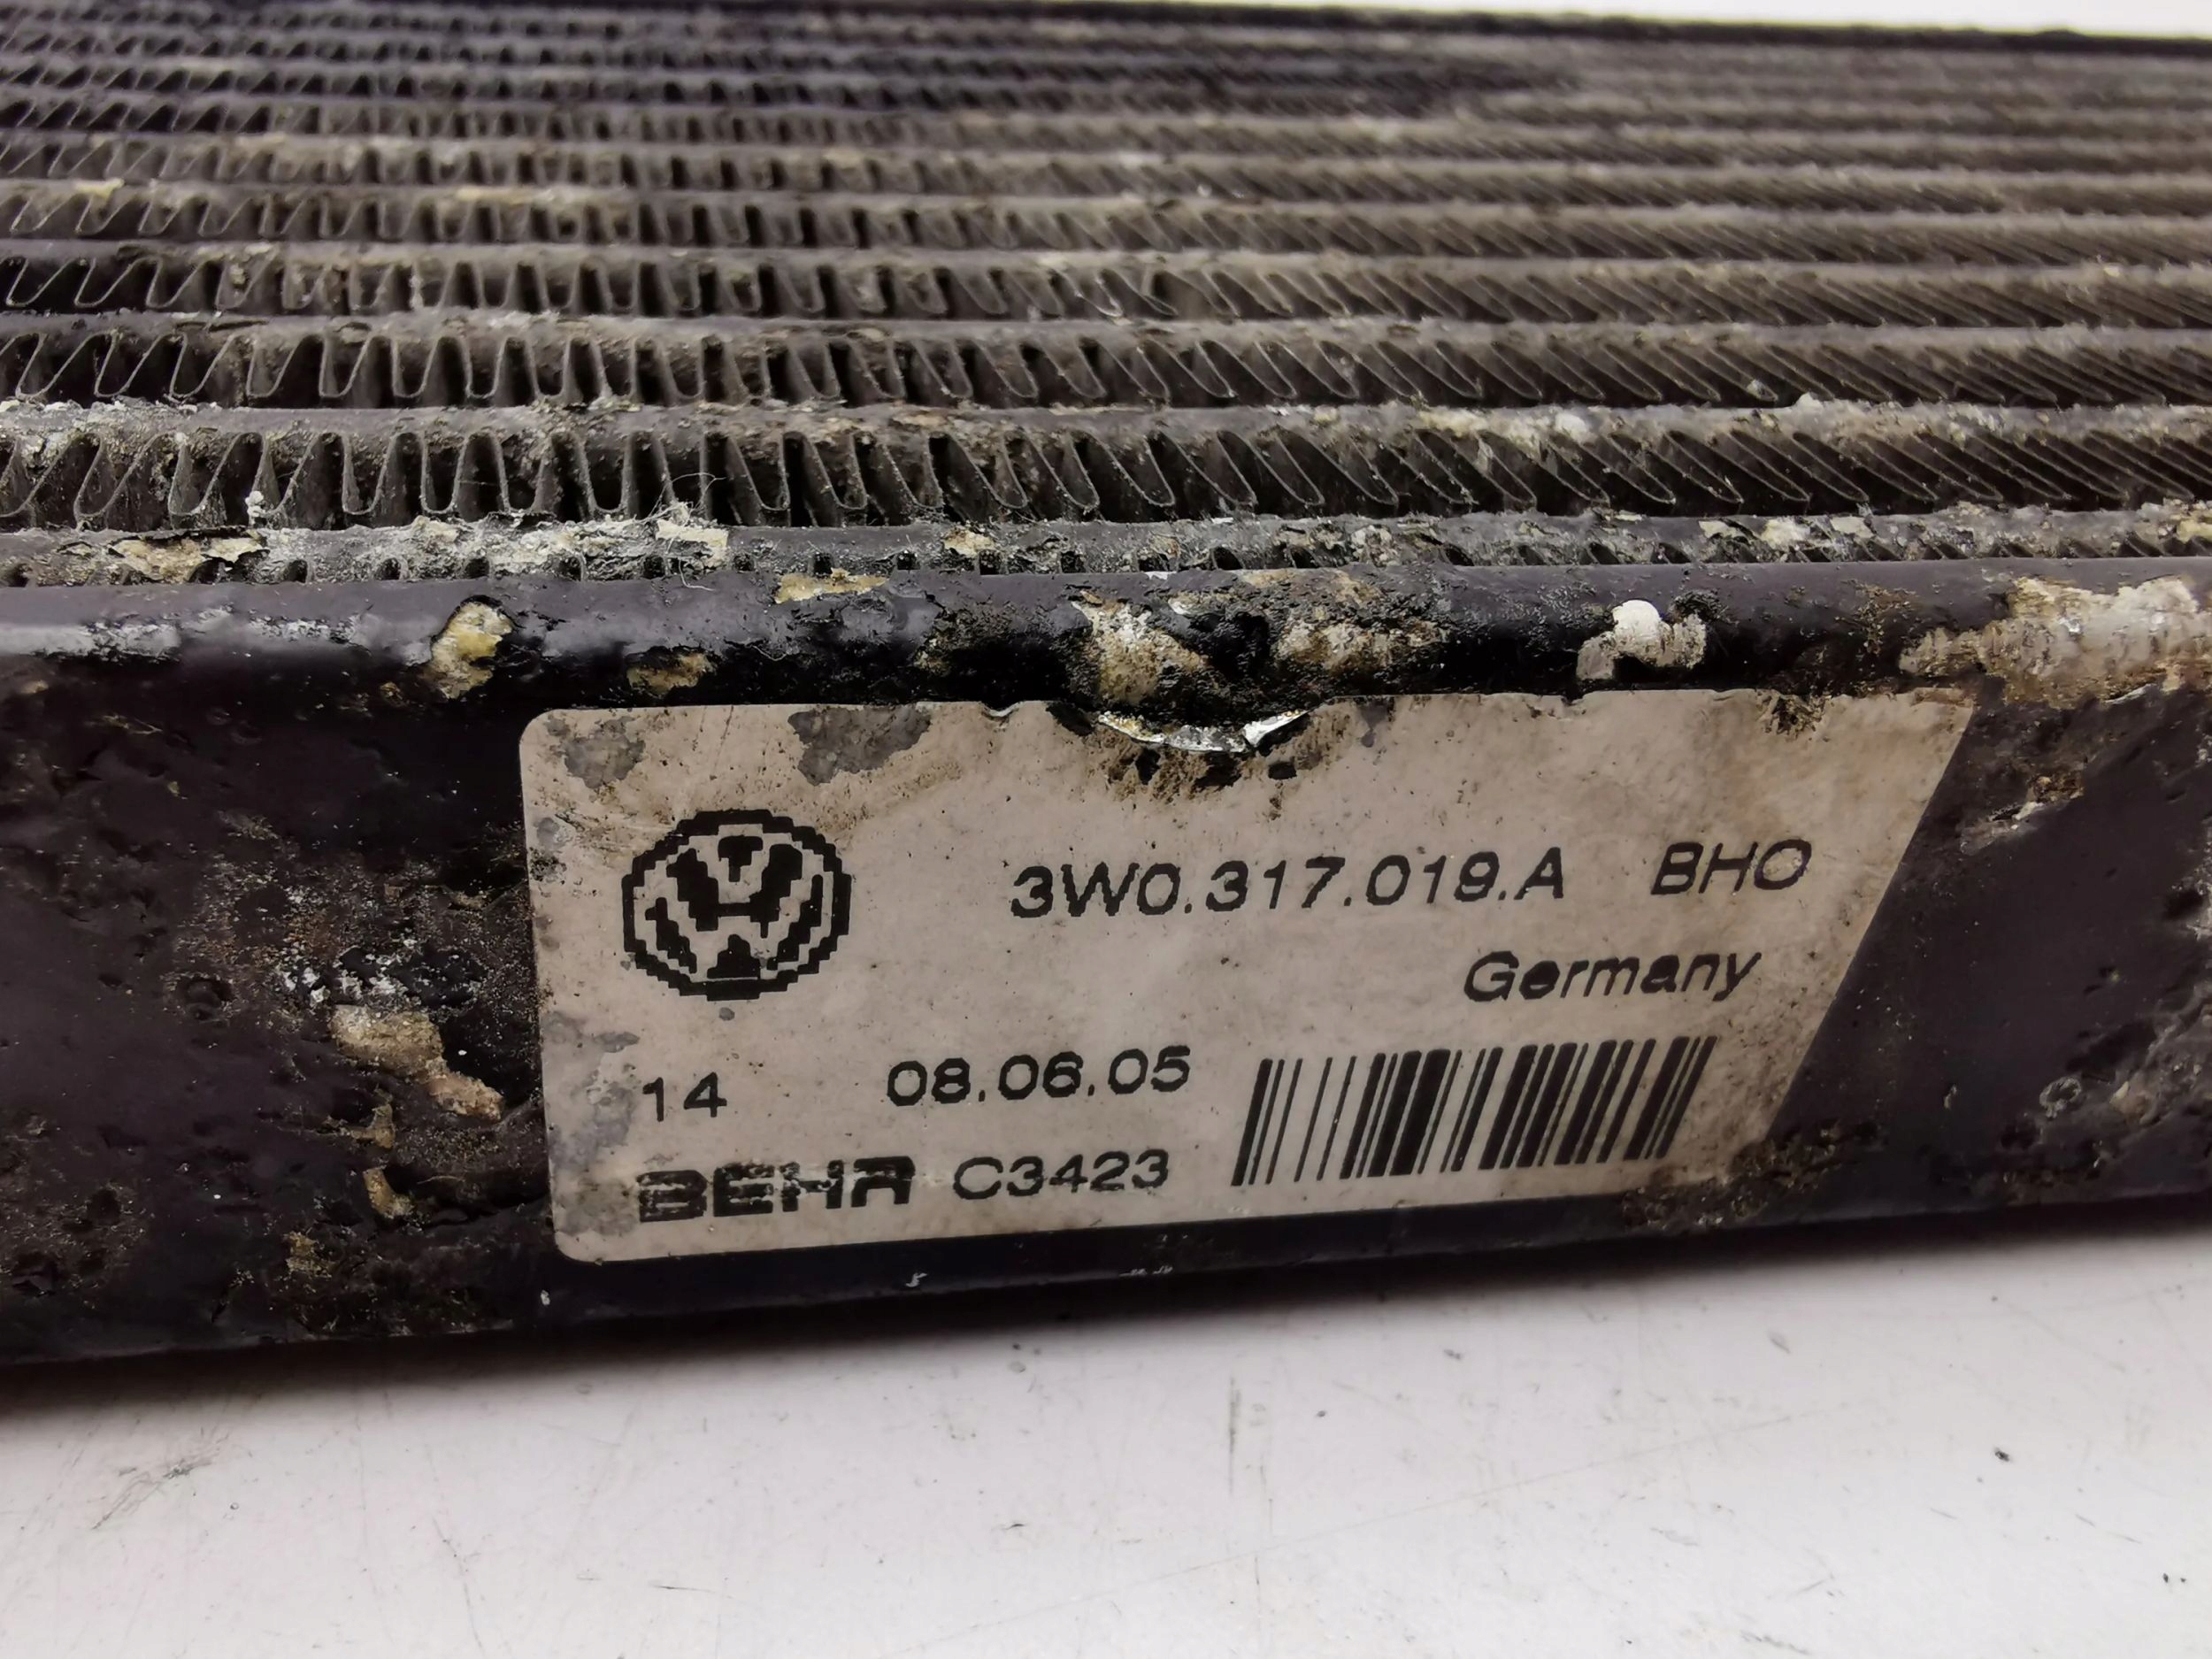 3W0.317.019.A BHO
Germany
14 08.06.05
BEHR C3423